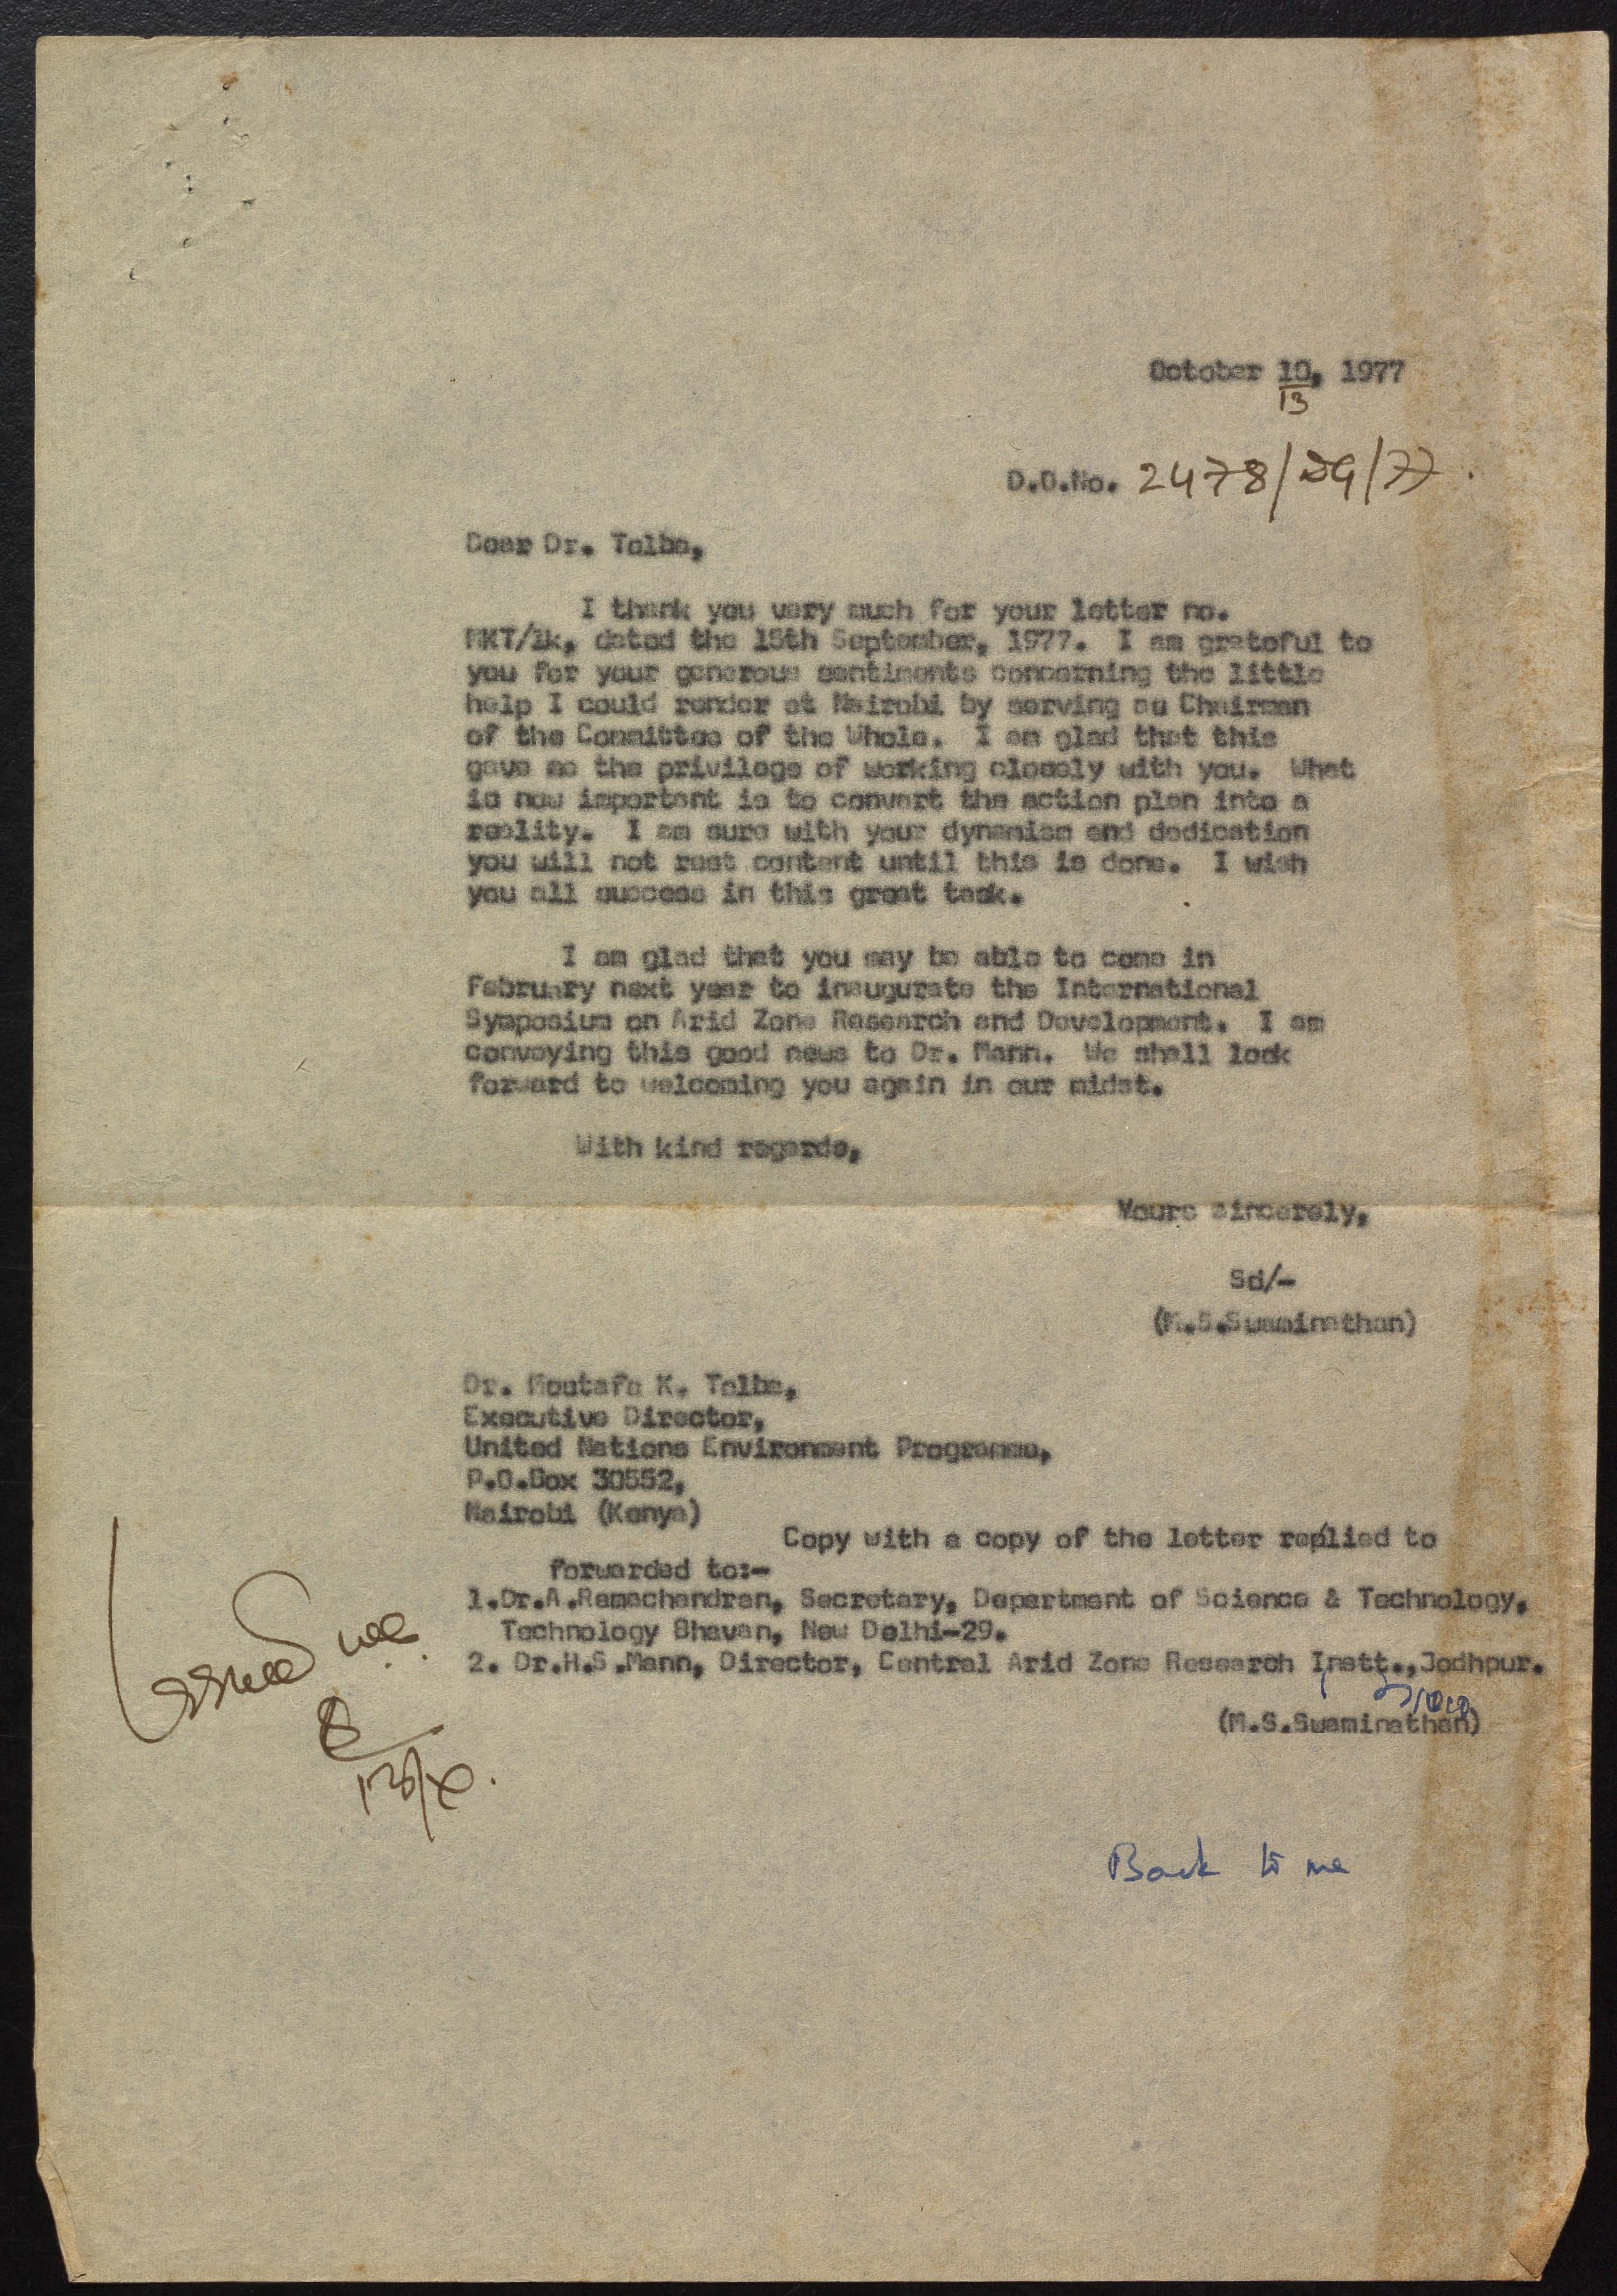 October 10, 1977
13
D.O.No. 2478/DG/77.
Dear Dr. Tolba,
I thank you very much for your letter no.
MKT/lk, dated the 15th September, 1977. I am grateful to
you for your generous sentiments concerning the little
help I could render at Nairobi by serving as Chairman
of the Committee of the Whole. I am glad that this
gave me the privilege of working closely with you. What
is now important is to convert the action plan into a
reality. I am sure with your dynamism and dedication
you will not rest content until this is done. I wish
you all success in this great task.
I am glad that you may be able to come in
February next year to inaugurate the International
Symposium on Arid Zone Research and Development. I am
conveying this good news to Dr. Mann. We shall look
forward to welcoming you again in our midst.
With kind regards,
Yours sincerely,
Sd/-
(M.S.Swaminathan)
Dr. Moutafa K. Tolba,
Executive Director,
United Nations Environment Programme,
P.O.Box 30552,
Nairobi (Kenya)
Copy with a copy of the letter replied to
forwarded to:-
1.Dr.A.Ramachandran, Secretary, Department of Science & Technology,
Technology Bhavan, New Delhi-29.
2. Dr.H.S.Mann, Director, Central Arid Zone Research Instt.,Jodhpur.
(M.S.Swaminathan)
Back to me